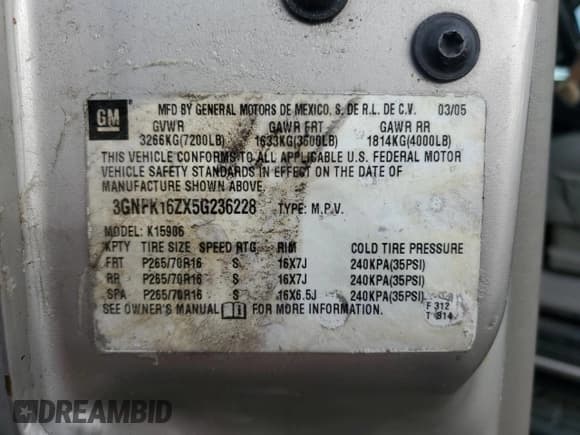 GM
MFD BY GENERAL MOTORS DE MEXICO, S. DE R.L. DE C.V. 03/05
GVWR GAWR FRT GAWR RR
3266KG(7200LB) 1633KG(3600LB) 1814KG(4000LB)
THIS VEHICLE CONFORMS TO ALL APPLICABLE U.S. FEDERAL MOTOR
VEHICLE SAFETY STANDARDS IN EFFECT ON THE DATE OF
MANUFACTURE SHOWN ABOVE.
3GNFK16ZX5G236228 TYPE: M.P.V.
MODEL: K15906
KPTY TIRE SIZE SPEED RTG RIM COLD TIRE PRESSURE
FRT P265/70R16 S 16X7J 240KPA(35PSI)
RR P265/70R16 S 16X7J 240KPA(35PSI)
SPA P265/70R16 S 16X6.5J 240KPA(35PSI)
SEE OWNER'S MANUAL FOR MORE INFORMATION. F 312
T 814
DREAMBID